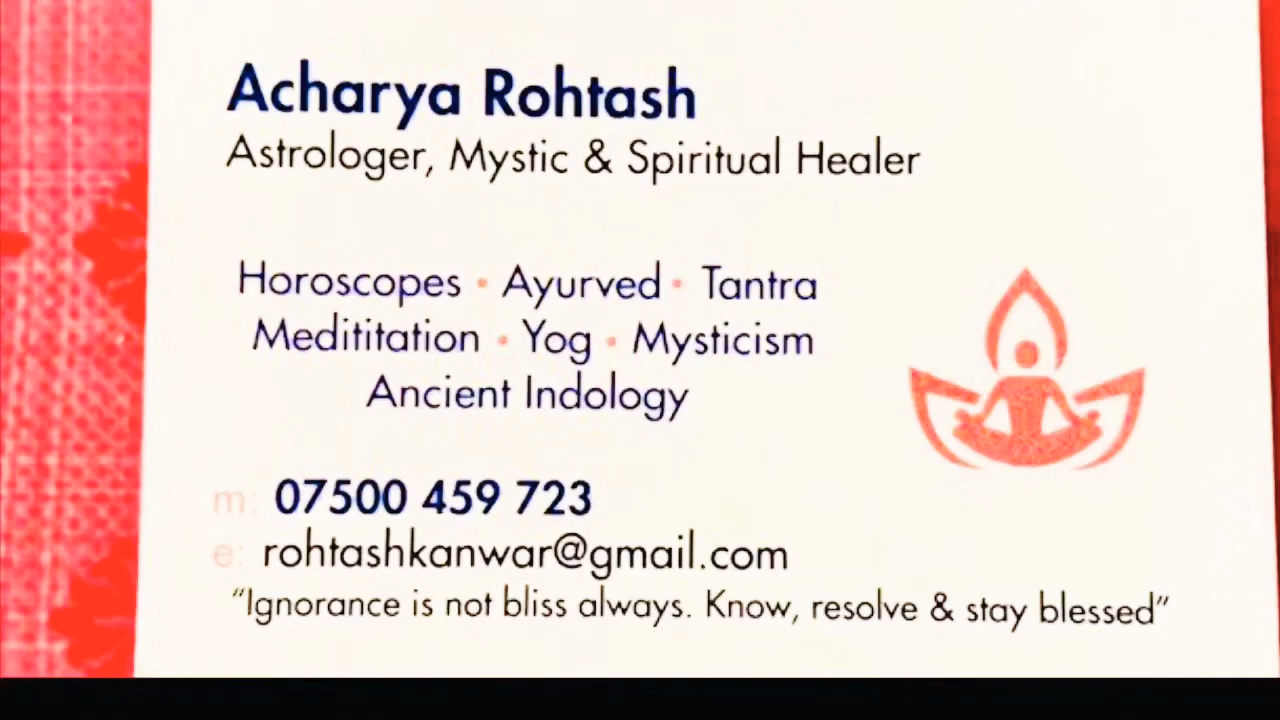 Acharya Rohtash
Astrologer, Mystic & Spiritual Healer
Horoscopes • Ayurved • Tantra
Medititation • Yog • Mysticism
Ancient Indology
m: 07500 459 723
e: rohtashkanwar@gmail.com
"Ignorance is not bliss always. Know, resolve & stay blessed"